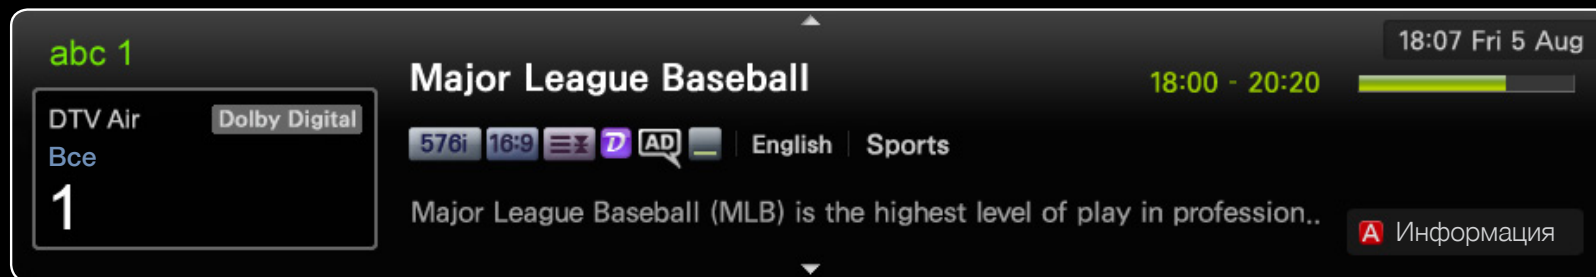 abc 1
DTV Air Dolby Digital
Все
1
Major League Baseball
18:00 - 20:20
18:07 Fri 5 Aug
576i 16:9 D AD English Sports
Major League Baseball (MLB) is the highest level of play in profession..
A Информация